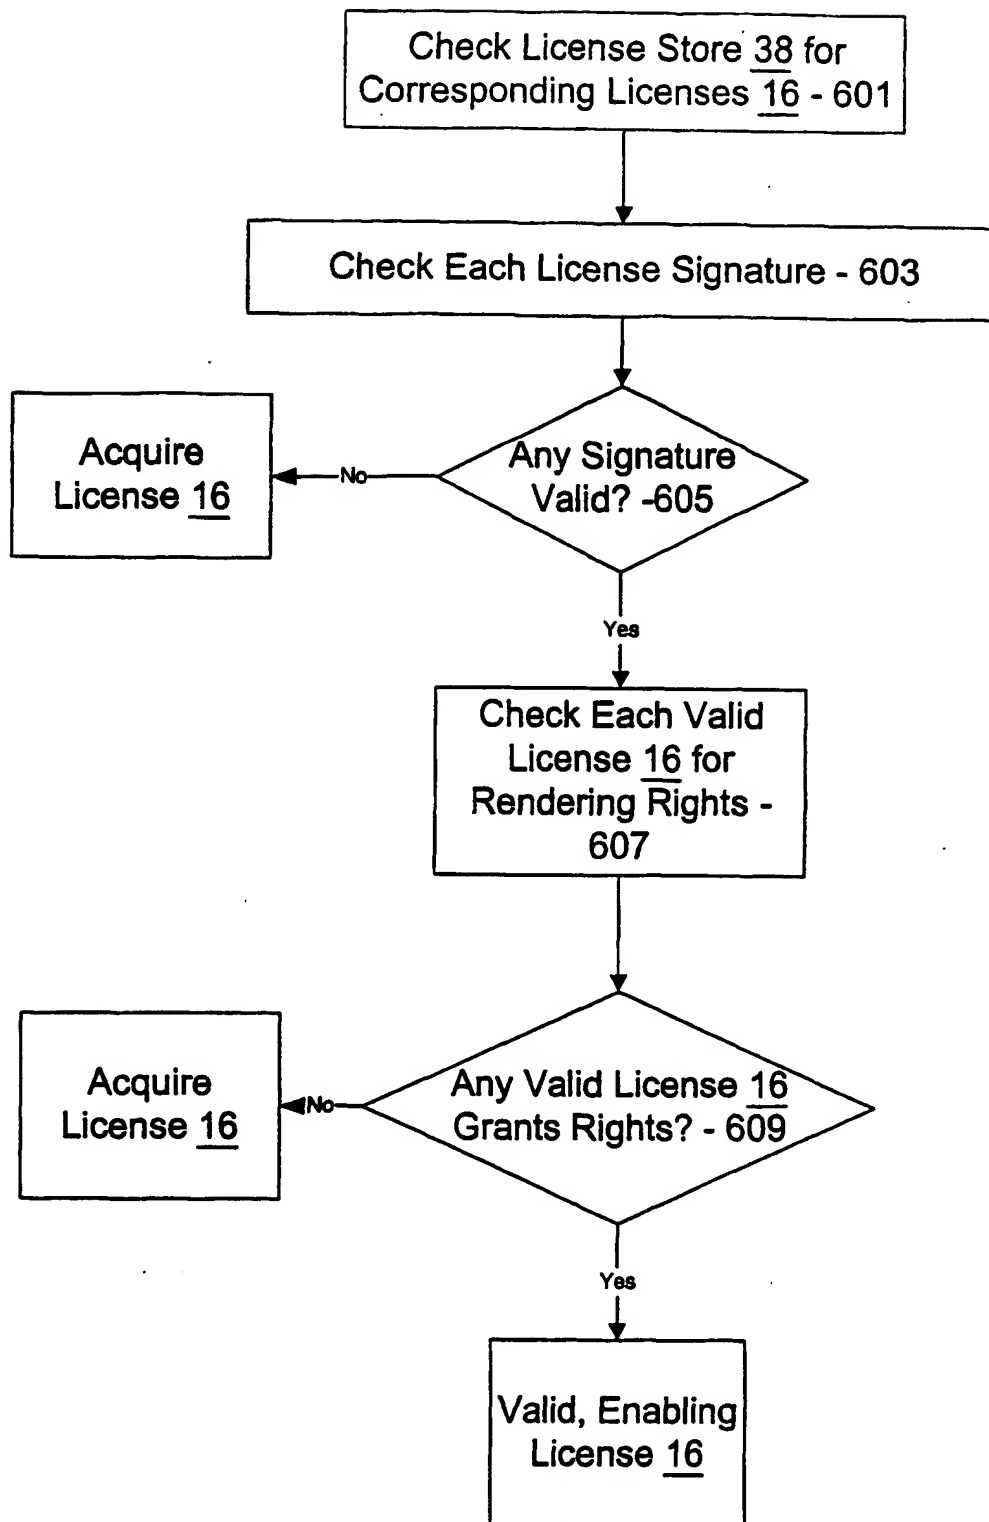 Check License Store 38 for
Corresponding Licenses 16 - 601
Check Each License Signature - 603
Any Signature
Valid? -605
No
Acquire
License 16
Yes
Check Each Valid
License 16 for
Rendering Rights -
607
Any Valid License 16
Grants Rights? - 609
No
Acquire
License 16
Yes
Valid, Enabling
License 16